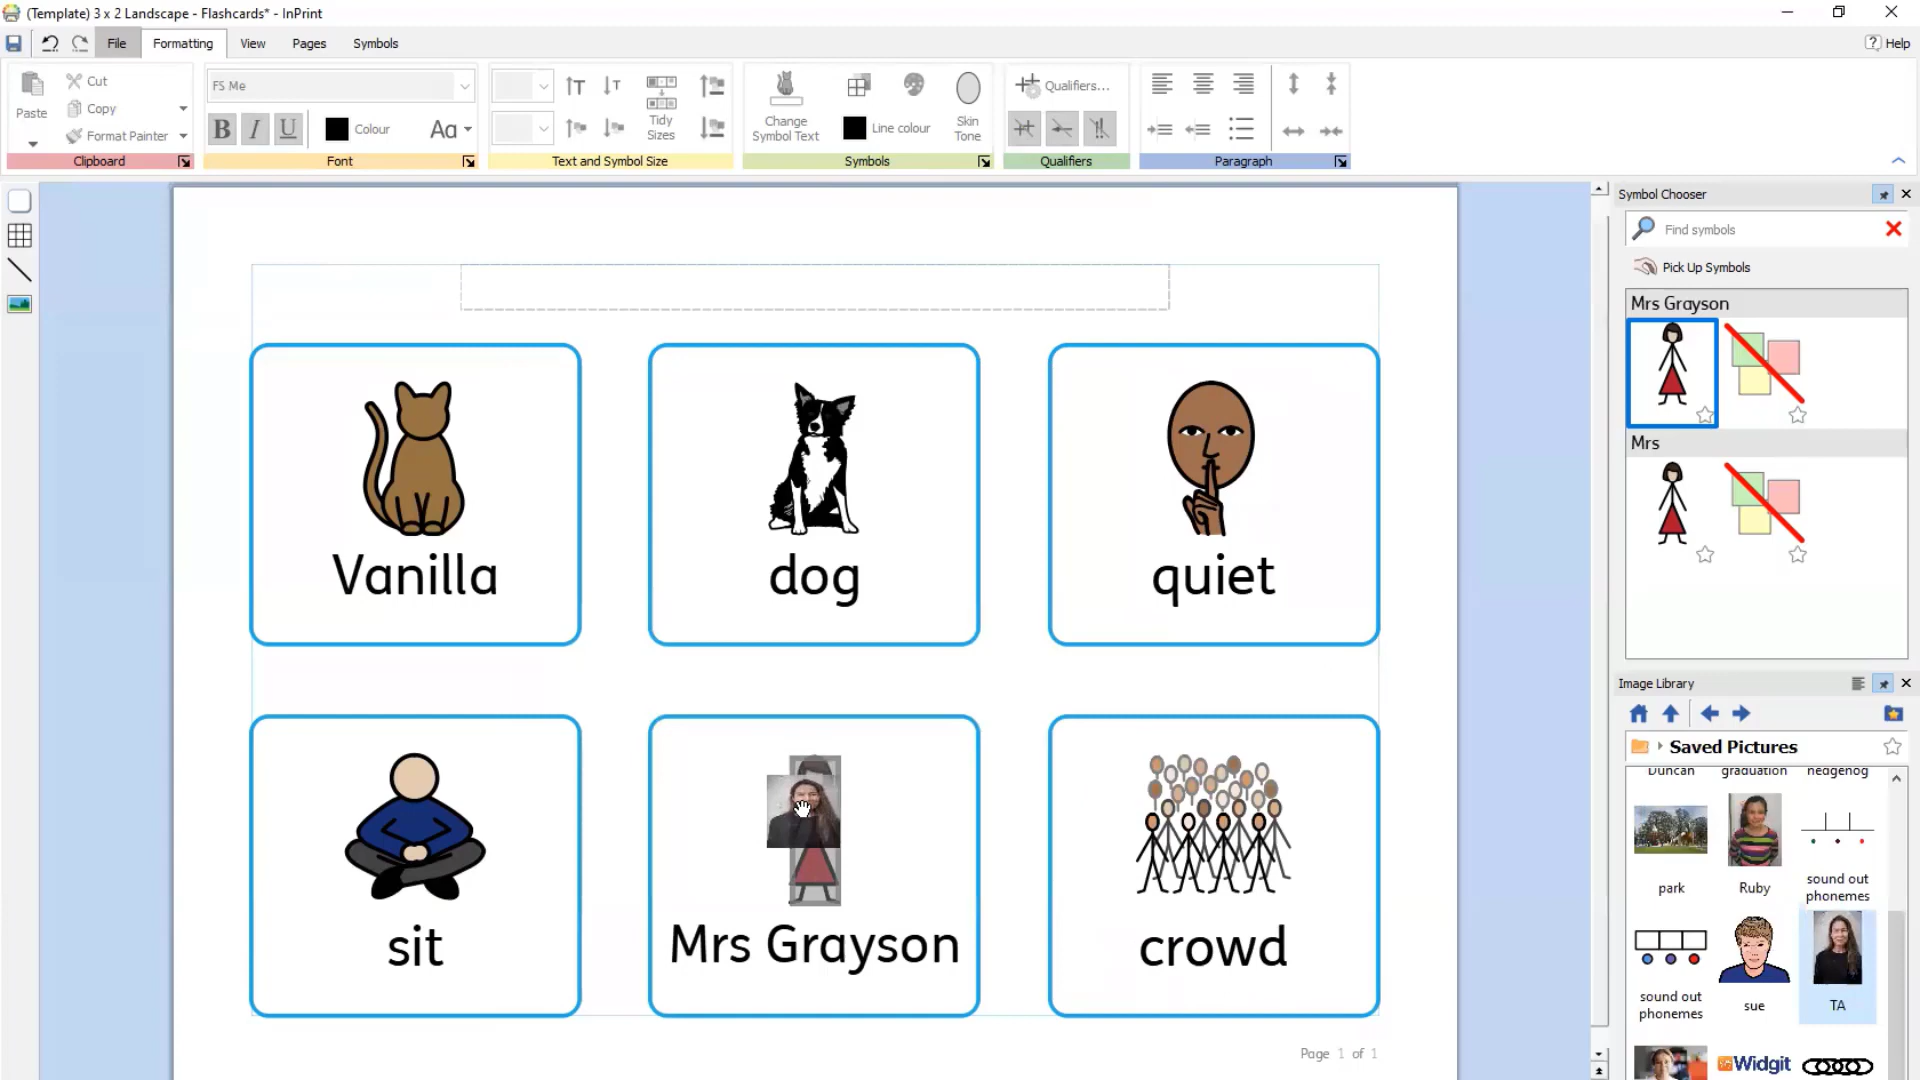 (Template) 3 x 2 Landscape - Flashcards* - InPrint
File Formatting View Pages Symbols Help
Paste Cut Copy Format Painter
FS Me
B I U Colour Aa
Tidy Sizes
Change Symbol Text Line colour Skin Tone
Qualifiers...
Clipboard Font Text and Symbol Size Symbols Qualifiers Paragraph
Symbol Chooser
Find symbols
Pick Up Symbols
Mrs Grayson
Mrs
Vanilla dog quiet
sit Mrs Grayson crowd
Page 1 of 1
Image Library
Saved Pictures
Duncan graduation hedgehog
park Ruby sound out phonemes
sound out phonemes sue TA
Widgit